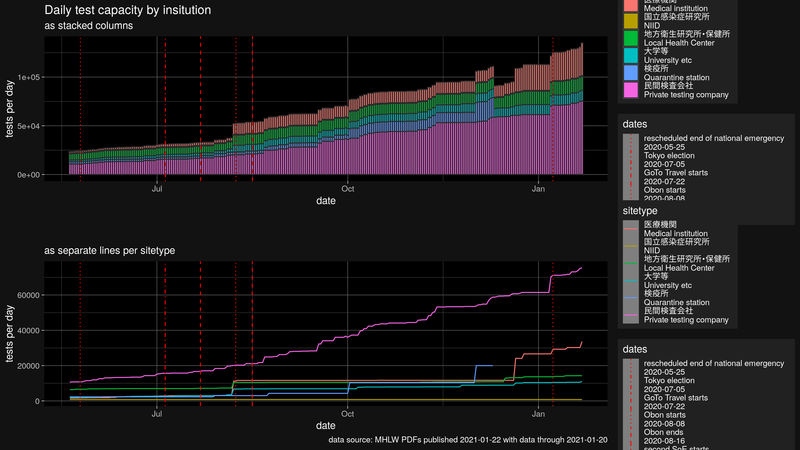 Daily test capacity by insitution
as stacked columns
tests per day
1e+05
5e+04
0e+00
Jul
Oct
Jan
date
医療機関
Medical institution
国立感染症研究所
NIID
地方衛生研究所・保健所
Local Health Center
大学等
University etc
検疫所
Quarantine station
民間検査会社
Private testing company
dates
rescheduled end of national emergency
2020-05-25
Tokyo election
2020-07-05
GoTo Travel starts
2020-07-22
Obon starts
2020-08-08
sitetype
医療機関
Medical institution
国立感染症研究所
NIID
地方衛生研究所・保健所
Local Health Center
大学等
University etc
検疫所
Quarantine station
民間検査会社
Private testing company
as separate lines per sitetype
tests per day
60000
40000
20000
0
Jul
Oct
Jan
date
dates
rescheduled end of national emergency
2020-05-25
Tokyo election
2020-07-05
GoTo Travel starts
2020-07-22
Obon starts
2020-08-08
Obon ends
2020-08-16
second SoE starts
data source: MHLW PDFs published 2021-01-22 with data through 2021-01-20